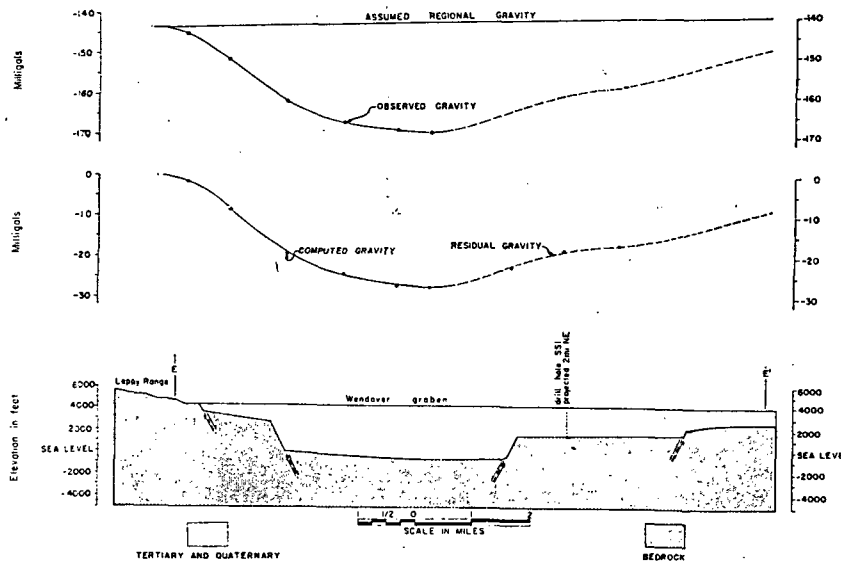 ASSUMED REGIONAL GRAVITY
Milligals
-140
-150
-160
-170
-140
-150
-160
-170
OBSERVED GRAVITY
Milligals
0
-10
-20
-30
0
-10
-20
-30
COMPUTED GRAVITY
RESIDUAL GRAVITY
Elevation in feet
6000
4000
2000
SEA LEVEL
-2000
-4000
Leppy Range
E
Wendover graben
drill hole SSI
projected 2mi NE
E'
6000
4000
2000
SEA LEVEL
-2000
-4000
1/2 0 2
SCALE IN MILES
TERTIARY AND QUATERNARY
BEDROCK